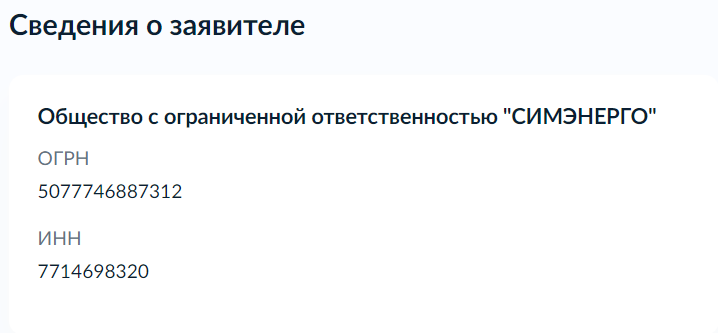 Сведения о заявителе
Общество с ограниченной ответственностью "СИМЭНЕРГО"
ОГРН
5077746887312
ИНН
7714698320